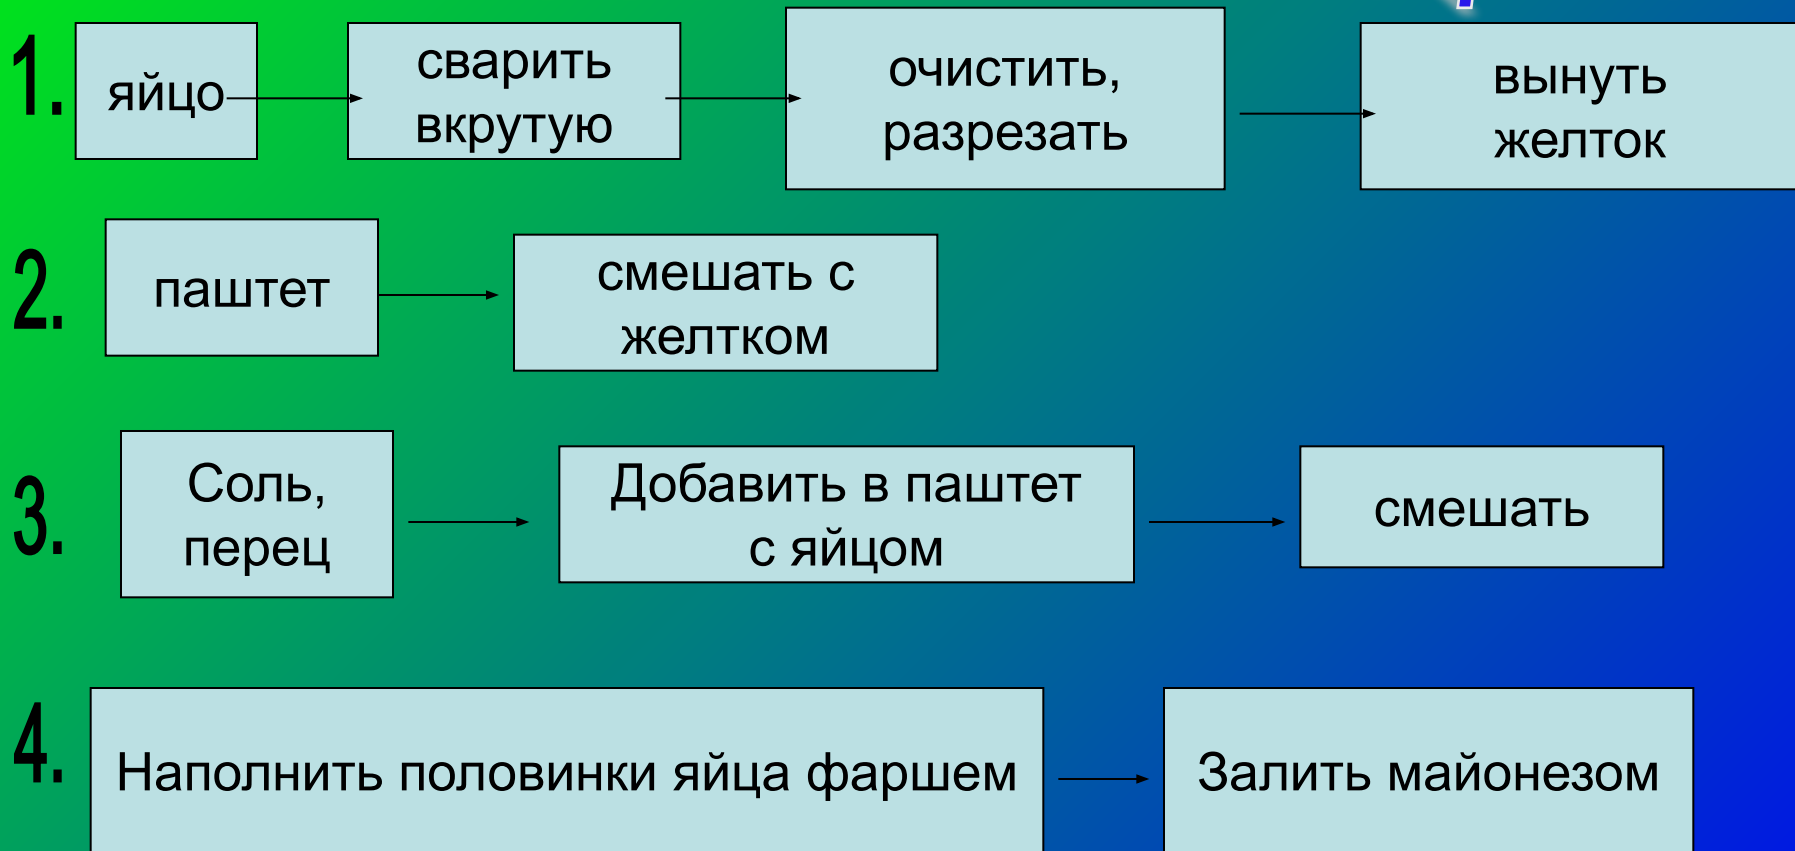 1.
яйцо
сварить
вкрутую
очистить,
разрезать
вынуть
желток
2.
паштет
смешать с
желтком
3.
Соль,
перец
Добавить в паштет
с яйцом
смешать
4.
Наполнить половинки яйца фаршем
Залить майонезом